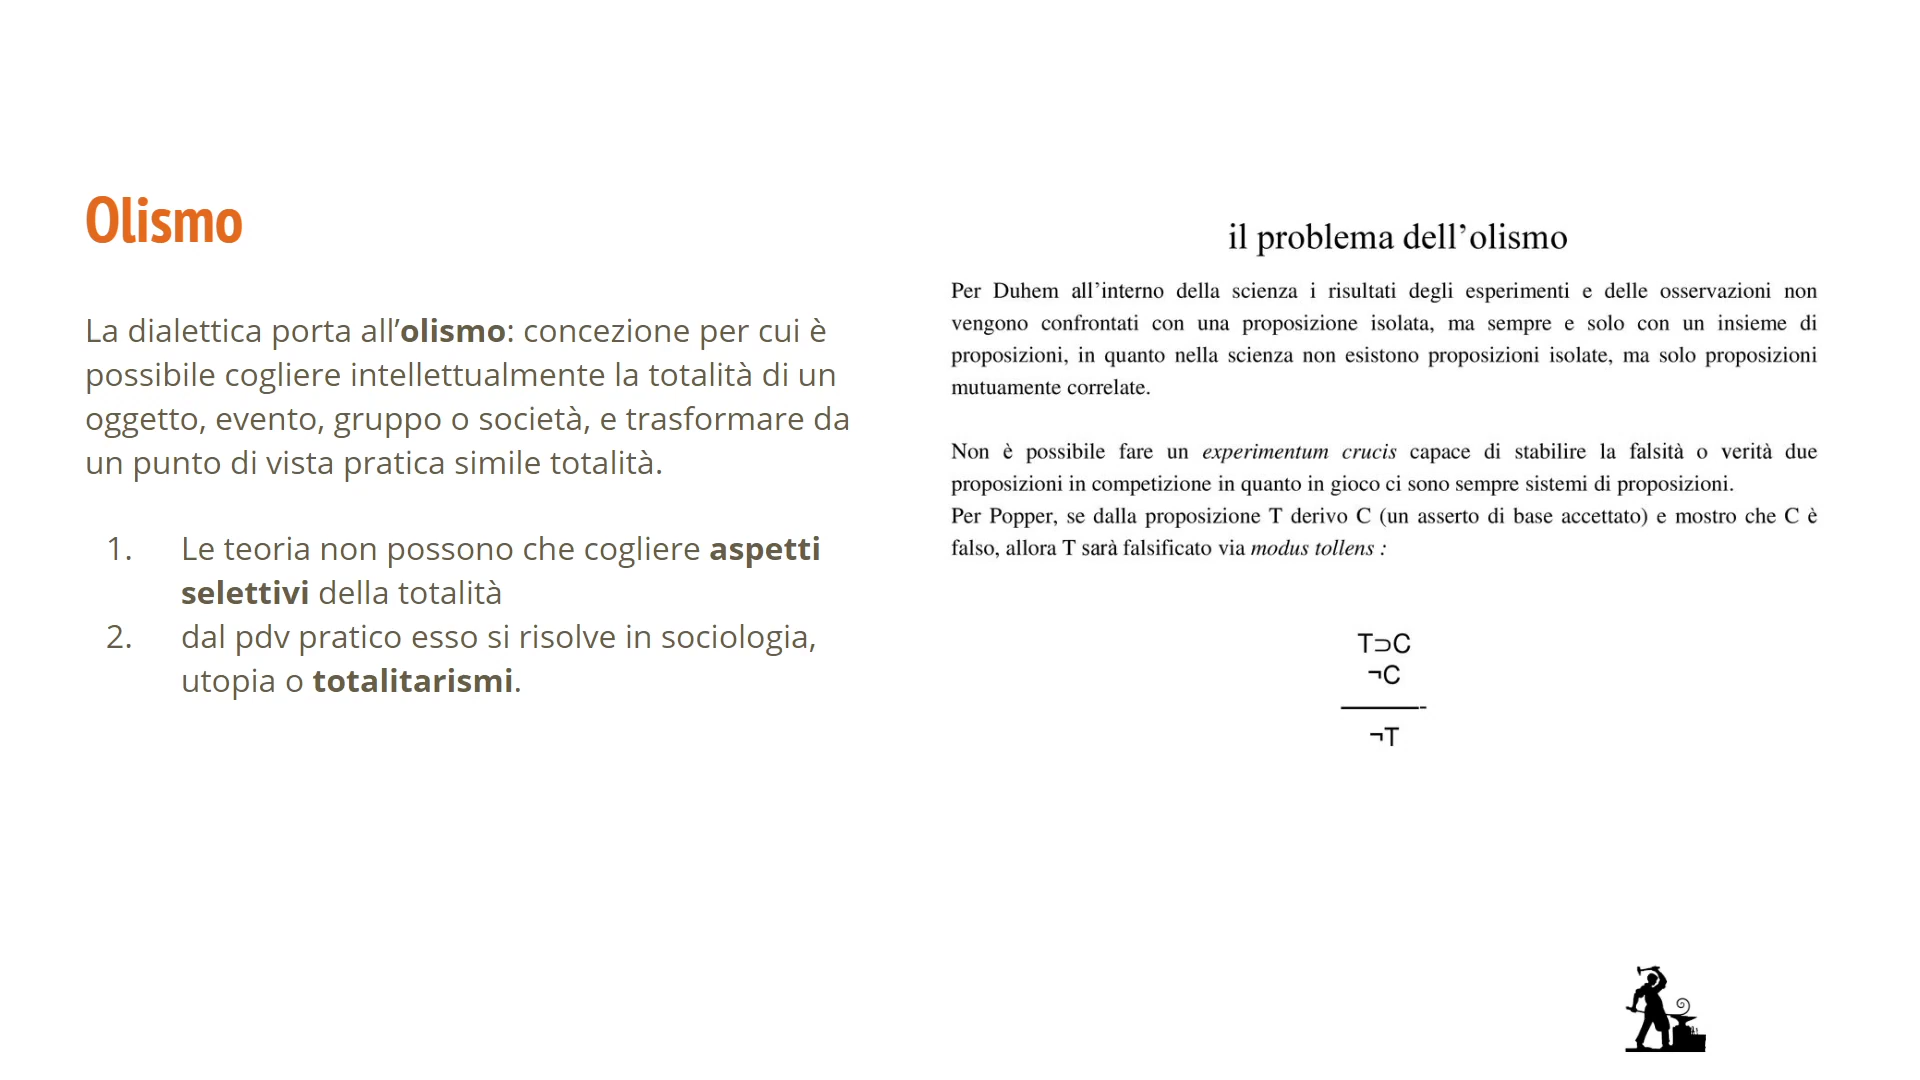 Olismo
La dialettica porta all’olismo: concezione per cui è
possibile cogliere intellettualmente la totalità di un
oggetto, evento, gruppo o società, e trasformare da
un punto di vista pratica simile totalità.
1. Le teoria non possono che cogliere aspetti
selettivi della totalità
2. dal pdv pratico esso si risolve in sociologia,
utopia o totalitarismi.
il problema dell’olismo
Per Duhem all’interno della scienza i risultati degli esperimenti e delle osservazioni non
vengono confrontati con una proposizione isolata, ma sempre e solo con un insieme di
proposizioni, in quanto nella scienza non esistono proposizioni isolate, ma solo proposizioni
mutuamente correlate.
Non è possibile fare un experimentum crucis capace di stabilire la falsità o verità due
proposizioni in competizione in quanto in gioco ci sono sempre sistemi di proposizioni.
Per Popper, se dalla proposizione T derivo C (un asserto di base accettato) e mostro che C è
falso, allora T sarà falsificato via modus tollens :
T⊃C
¬C
¬T